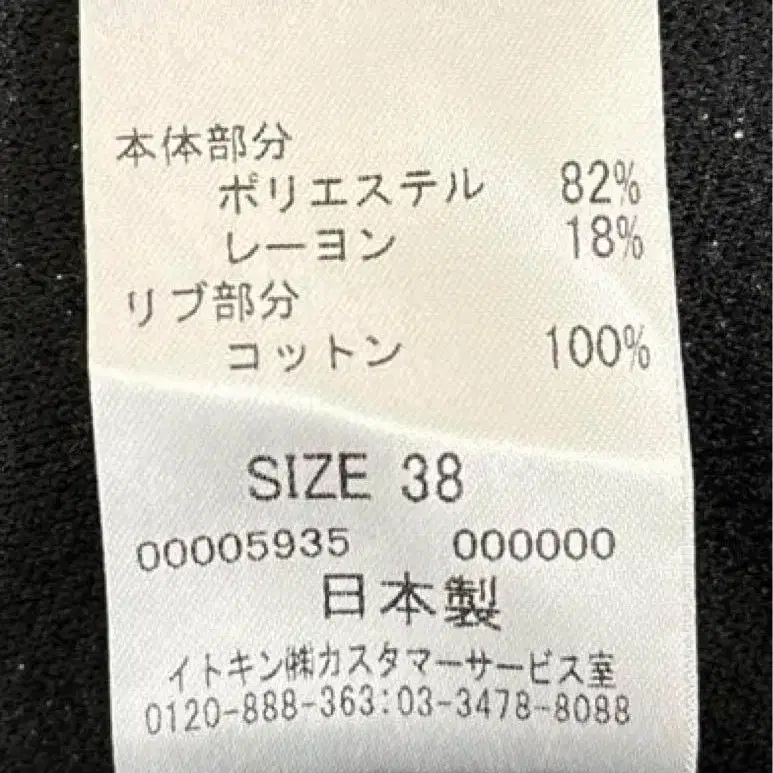 本体部分
ポリエステル 82%
レーヨン 18%
リブ部分
コットン 100%
SIZE 38
00005935 000000
日本製
イトキン㈱カスタマーサービス室
0120-888-363:03-3478-8088